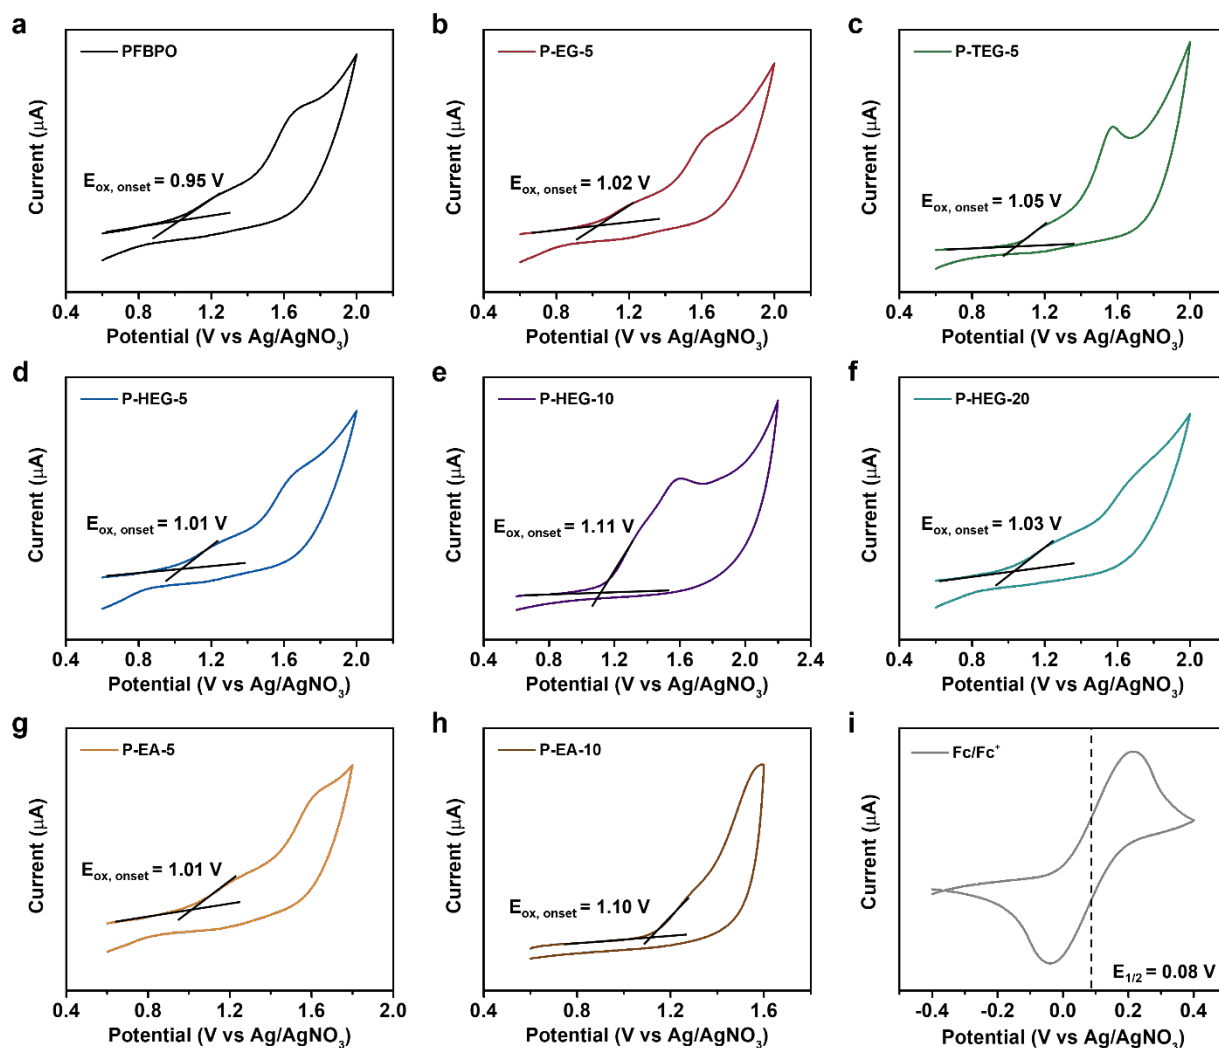 a
PFBPO
Current (μA)
E_ox, onset = 0.95 V
0.4 0.8 1.2 1.6 2.0
Potential (V vs Ag/AgNO₃)
b
P-EG-5
Current (μA)
E_ox, onset = 1.02 V
0.4 0.8 1.2 1.6 2.0
Potential (V vs Ag/AgNO₃)
c
P-TEG-5
Current (μA)
E_ox, onset = 1.05 V
0.4 0.8 1.2 1.6 2.0
Potential (V vs Ag/AgNO₃)
d
P-HEG-5
Current (μA)
E_ox, onset = 1.01 V
0.4 0.8 1.2 1.6 2.0
Potential (V vs Ag/AgNO₃)
e
P-HEG-10
Current (μA)
E_ox, onset = 1.11 V
0.4 0.8 1.2 1.6 2.0 2.4
Potential (V vs Ag/AgNO₃)
f
P-HEG-20
Current (μA)
E_ox, onset = 1.03 V
0.4 0.8 1.2 1.6 2.0
Potential (V vs Ag/AgNO₃)
g
P-EA-5
Current (μA)
E_ox, onset = 1.01 V
0.4 0.8 1.2 1.6 2.0
Potential (V vs Ag/AgNO₃)
h
P-EA-10
Current (μA)
E_ox, onset = 1.10 V
0.4 0.8 1.2 1.6
Potential (V vs Ag/AgNO₃)
i
Fc/Fc⁺
Current (μA)
E_1/2 = 0.08 V
-0.4 -0.2 0.0 0.2 0.4
Potential (V vs Ag/AgNO₃)